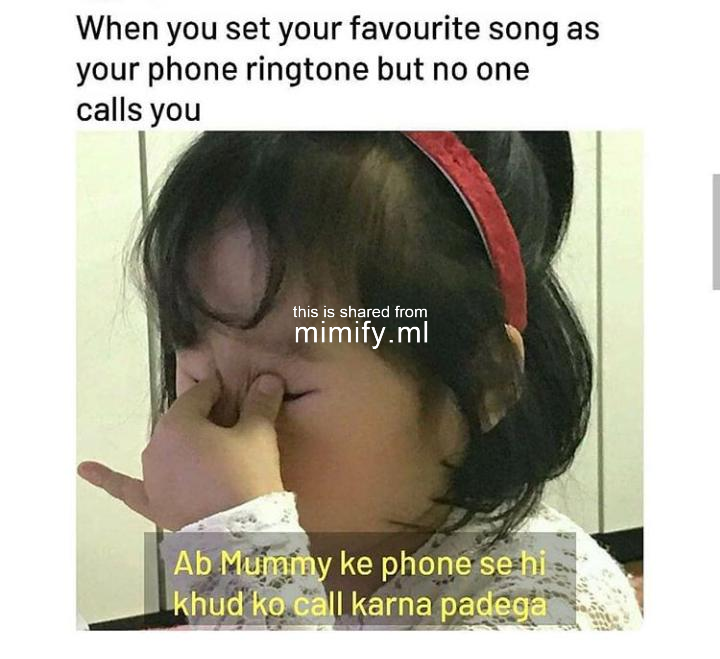 When you set your favourite song as
your phone ringtone but no one
calls you
this is shared from
mimify.ml
Ab Mummy ke phone se hi
khud ko call karna padega